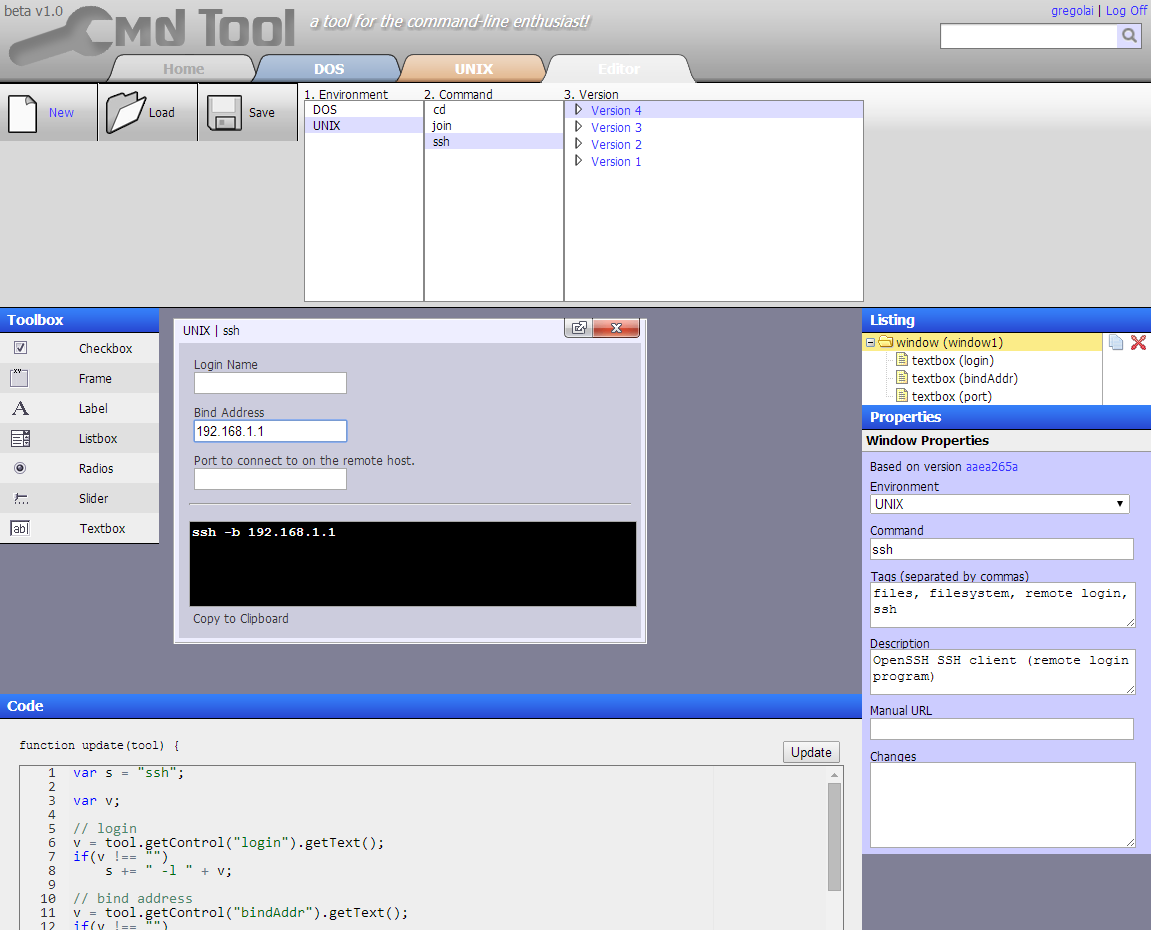 beta v1.0
CMD Tool
a tool for the command-line enthusiast!
gregolai | Log Off
Home
DOS
UNIX
Editor
New
Load
Save
1. Environment
DOS
UNIX
2. Command
cd
join
ssh
3. Version
Version 4
Version 3
Version 2
Version 1
Toolbox
Checkbox
Frame
Label
Listbox
Radios
Slider
ab| Textbox
UNIX | ssh
Login Name
Bind Address
192.168.1.1
Port to connect to on the remote host.
ssh -b 192.168.1.1
Copy to Clipboard
Listing
window (window1)
textbox (login)
textbox (bindAddr)
textbox (port)
Properties
Window Properties
Based on version aaea265a
Environment
UNIX
Command
ssh
Tags (separated by commas)
files, filesystem, remote login,
ssh
Description
OpenSSH SSH client (remote login
program)
Manual URL
Changes
Code
function update(tool) {
Update
1 var s = "ssh";
2
3 var v;
4
5 // login
6 v = tool.getControl("login").getText();
7 if(v !== "")
8 s += " -l " + v;
9
10 // bind address
11 v = tool.getControl("bindAddr").getText();
12 if(v !== "")